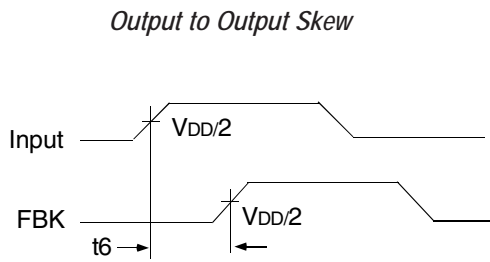 Output to Output Skew
Input
VDD/2
FBK
VDD/2
t6